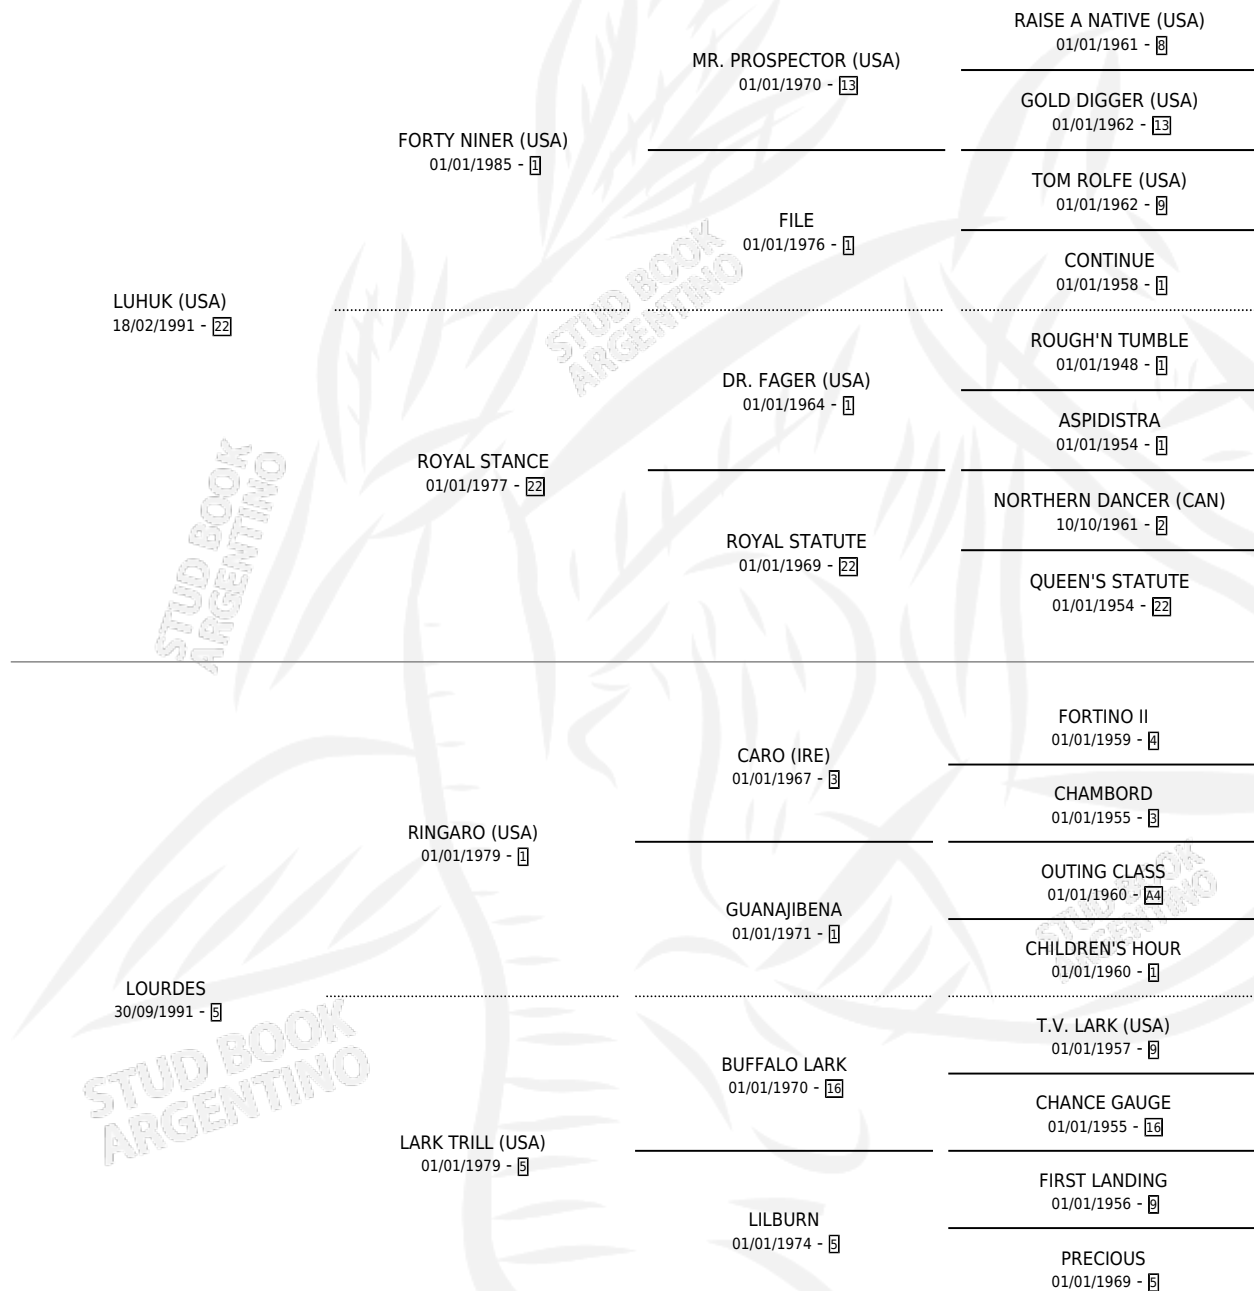 RAISE A NATIVE (USA)
01/01/1961 - 8
MR. PROSPECTOR (USA)
01/01/1970 - 13
GOLD DIGGER (USA)
01/01/1962 - 13
FORTY NINER (USA)
01/01/1985 - 1
TOM ROLFE (USA)
01/01/1962 - 9
FILE
01/01/1976 - 1
CONTINUE
01/01/1958 - 1
LUHUK (USA)
18/02/1991 - 22
ROUGH'N TUMBLE
01/01/1948 - 1
DR. FAGER (USA)
01/01/1964 - 1
ASPIDISTRA
01/01/1954 - 1
ROYAL STANCE
01/01/1977 - 22
NORTHERN DANCER (CAN)
10/10/1961 - 2
ROYAL STATUTE
01/01/1969 - 22
QUEEN'S STATUTE
01/01/1954 - 22
FORTINO II
01/01/1959 - 4
CARO (IRE)
01/01/1967 - 3
CHAMBORD
01/01/1955 - 3
RINGARO (USA)
01/01/1979 - 1
OUTING CLASS
01/01/1960 - A4
GUANAJIBENA
01/01/1971 - 1
CHILDREN'S HOUR
01/01/1960 - 1
LOURDES
30/09/1991 - 5
T.V. LARK (USA)
01/01/1957 - 9
BUFFALO LARK
01/01/1970 - 16
CHANCE GAUGE
01/01/1955 - 16
LARK TRILL (USA)
01/01/1979 - 5
FIRST LANDING
01/01/1956 - 9
LILBURN
01/01/1974 - 5
PRECIOUS
01/01/1969 - 5
STUD BOOK
ARGENTINO
STUD BOOK
ARGENTINO
STUD BOOK
ARGENTINO
STUD BOOK
ARGENTINO